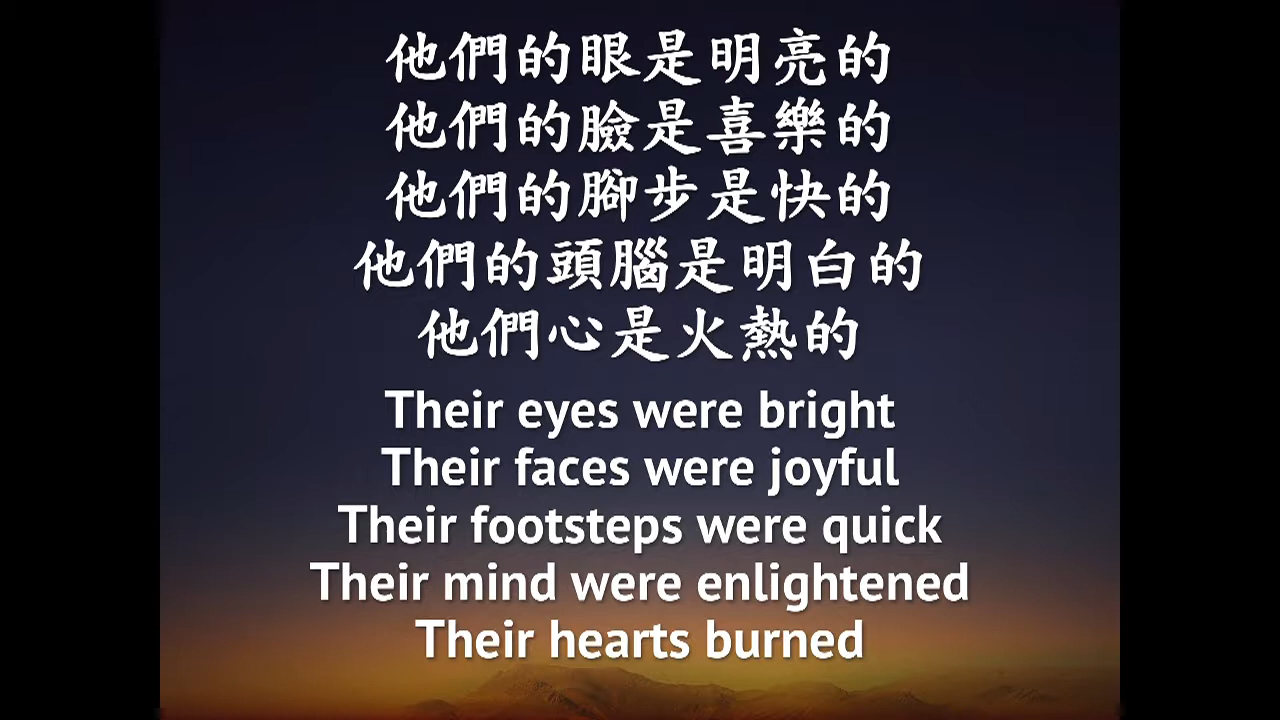 他們的眼是明亮的
他們的臉是喜樂的
他們的腳步是快的
他們的頭腦是明白的
他們心是火熱的
Their eyes were bright
Their faces were joyful
Their footsteps were quick
Their mind were enlightened
Their hearts burned